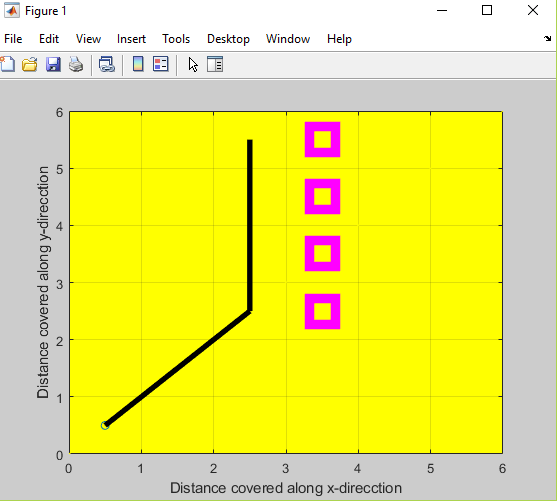 Figure 1
File Edit View Insert Tools Desktop Window Help
6
5
4
3
2
1
0
Distance covered along y-direcction
0 1 2 3 4 5 6
Distance covered along x-direcction